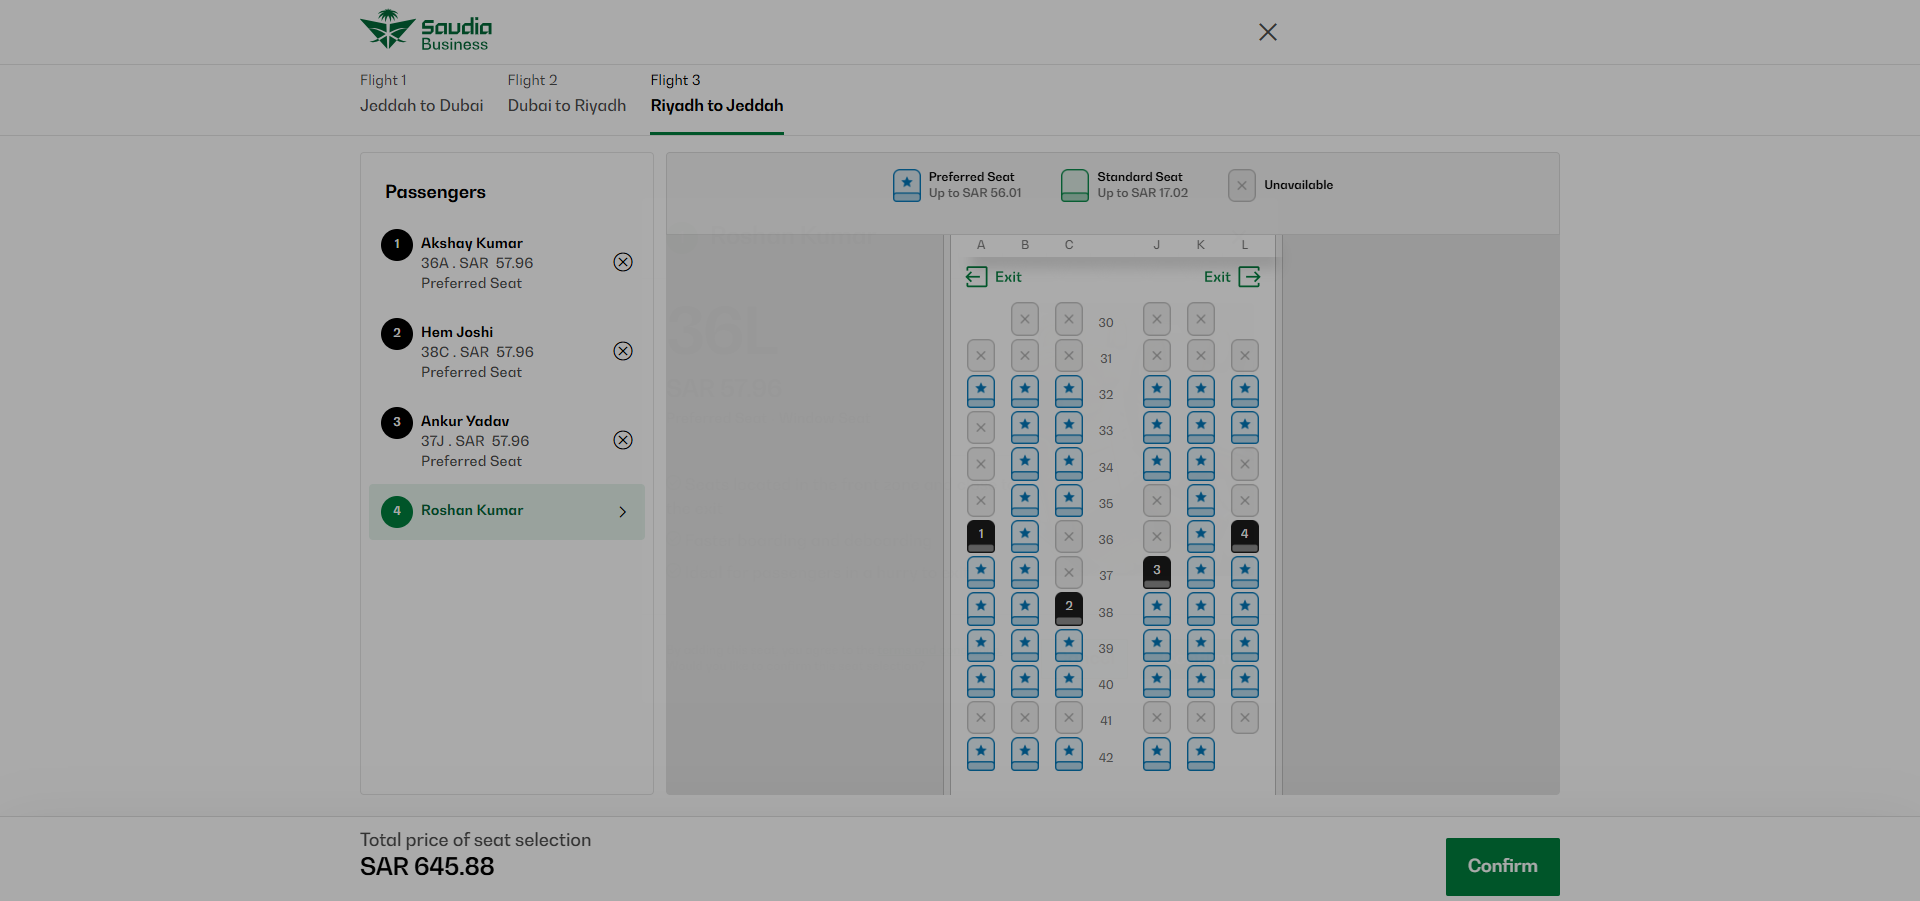 Saudia
Business
Flight 1
Jeddah to Dubai
Flight 2
Dubai to Riyadh
Flight 3
Riyadh to Jeddah
Passengers
1
Akshay Kumar
36A . SAR 57.96
Preferred Seat
2
Hem Joshi
38C . SAR 57.96
Preferred Seat
3
Ankur Yadav
37J . SAR 57.96
Preferred Seat
4
Roshan Kumar
Preferred Seat
Up to SAR 56.01
Standard Seat
Up to SAR 17.02
Unavailable
A B C J K L
Exit Exit
30
31
32
33
34
35
1 36 4
37 3
2 38
39
40
41
42
36L
Total price of seat selection
SAR 645.88
Confirm